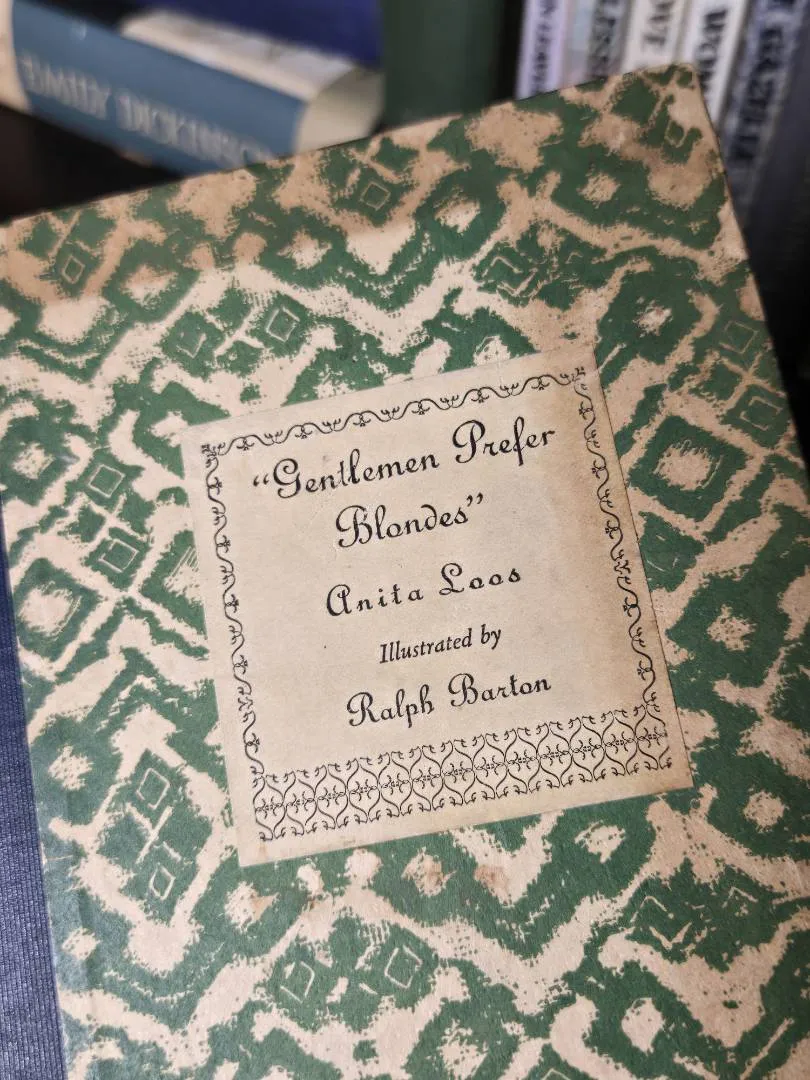 EMILY DICKINSON
“Gentlemen Prefer
Blondes”
Anita Loos
Illustrated by
Ralph Barton